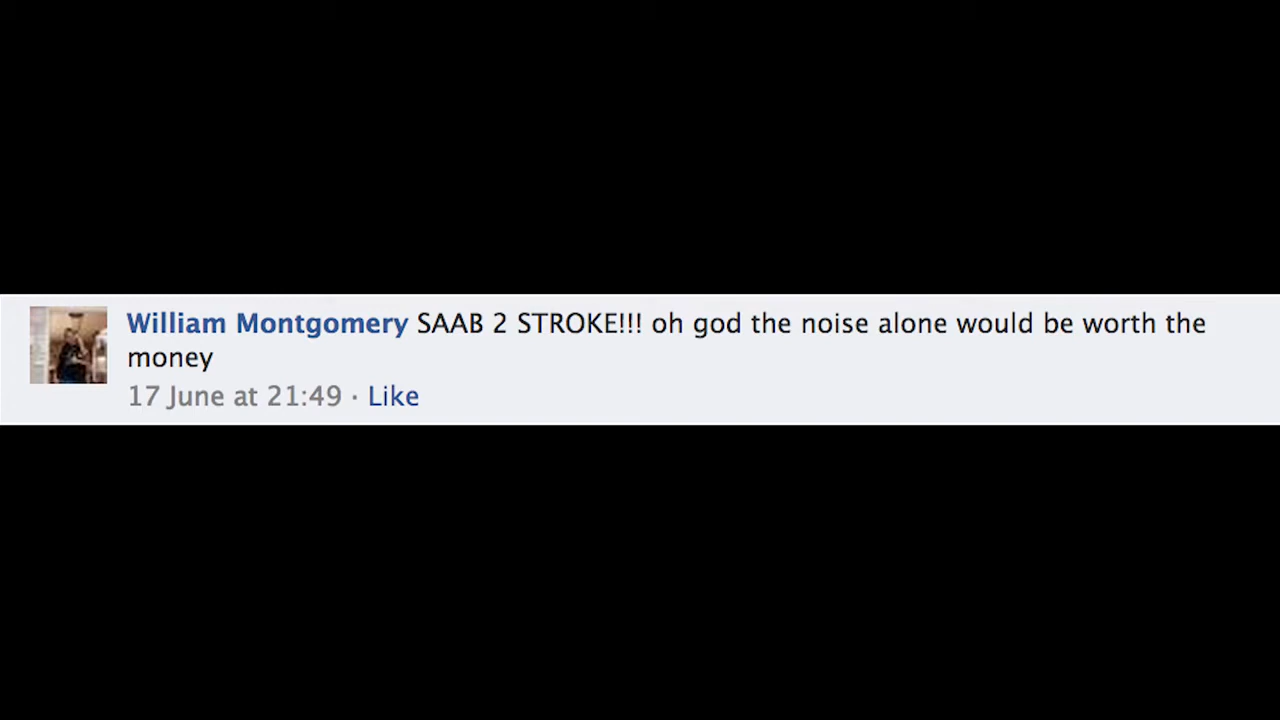 William Montgomery SAAB 2 STROKE!!! oh god the noise alone would be worth the
money
17 June at 21:49 · Like